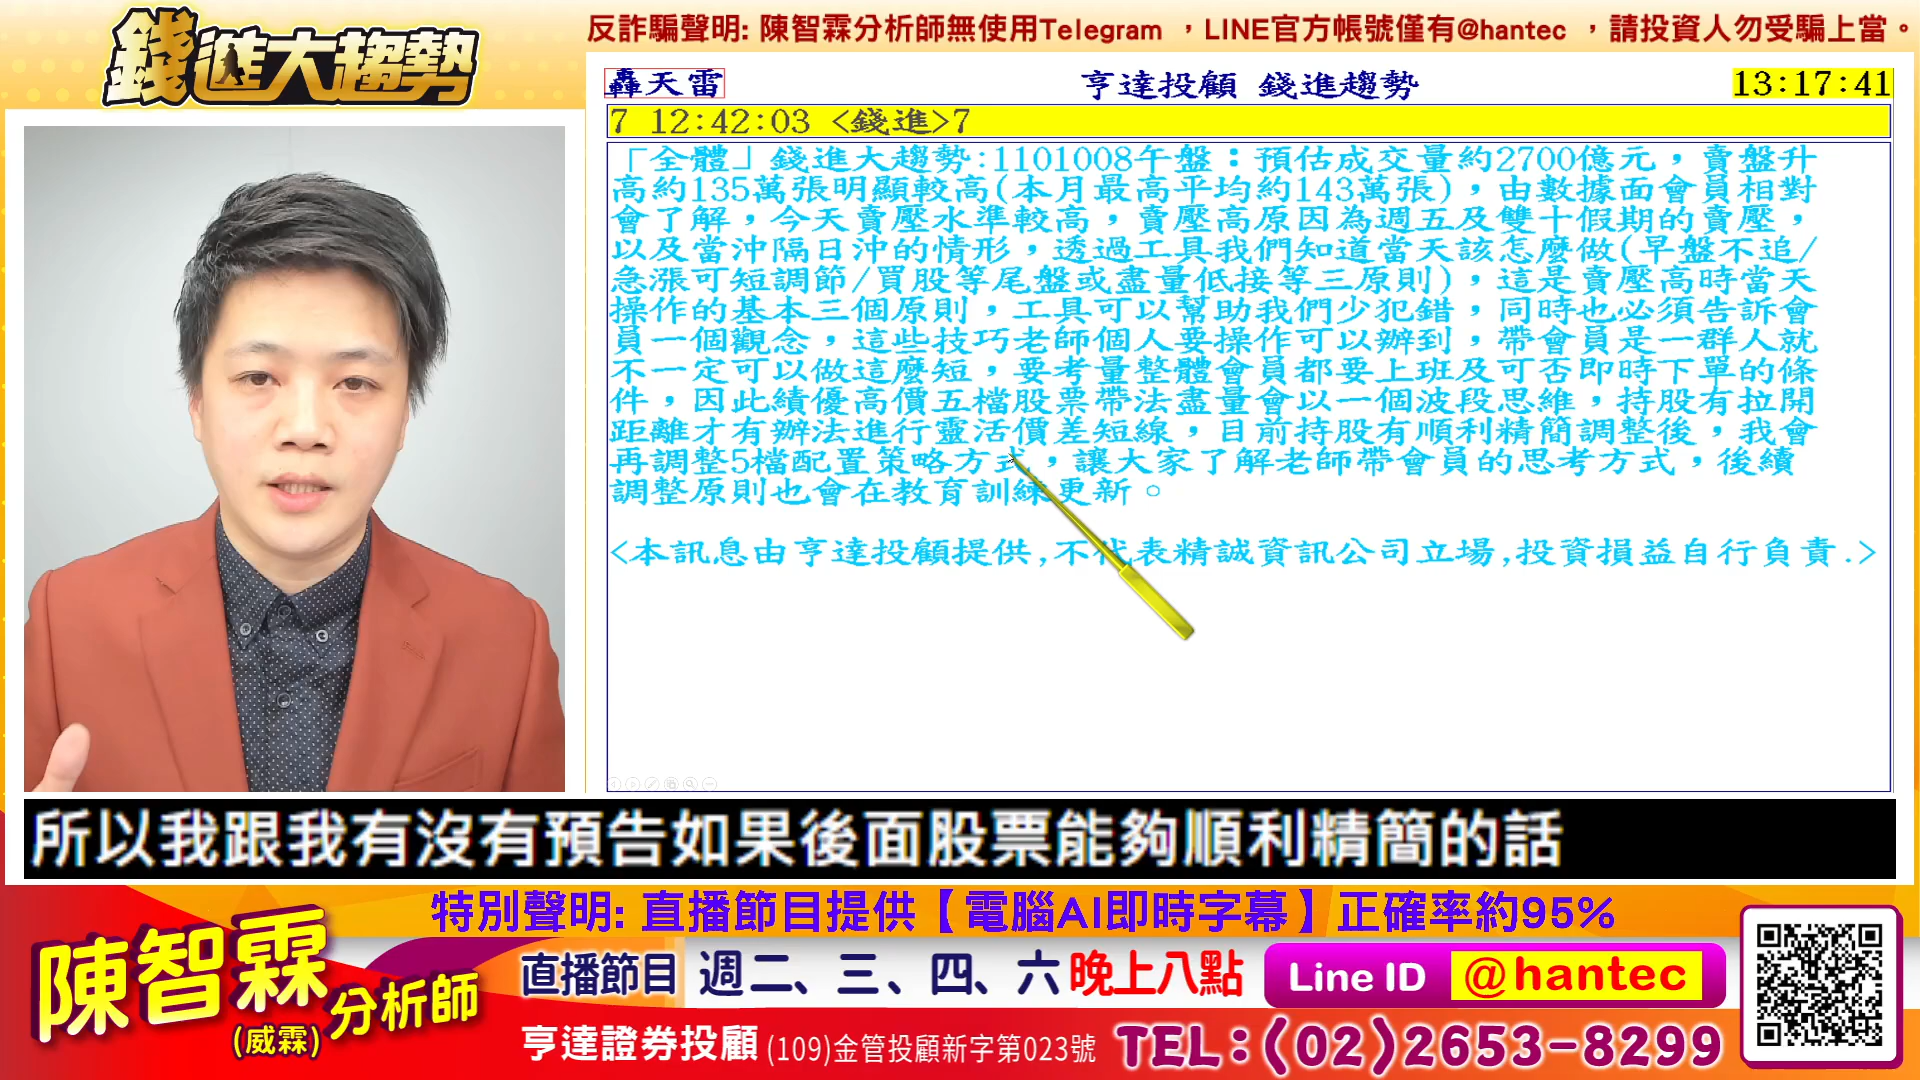 錢進大趨勢
反詐騙聲明: 陳智霖分析師無使用Telegram ，LINE官方帳號僅有@hantec ，請投資人勿受騙上當。
轟天雷 亨達投顧 錢進趨勢 13:17:41
7 12:42:03 <錢進>7
「全體」錢進大趨勢:1101008午盤：預估成交量約2700億元，賣盤升
高約135萬張明顯較高(本月最高平均約143萬張)，由數據面會員相對
會了解，今天賣壓水準較高，賣壓高原因為週五及雙十假期的賣壓，
以及當沖隔日沖的情形，透過工具我們知道當天該怎麼做(早盤不追/
急漲可短調節/買股等尾盤或盡量低接等三原則)，這是賣壓高時當天
操作的基本三個原則，工具可以幫助我們少犯錯，同時也必須告訴會
員一個觀念，這些技巧老師個人要操作可以辦到，帶會員是一群人就
不一定可以做這麼短，要考量整體會員都要上班及可否即時下單的條
件，因此績優高價五檔股票帶法盡量會以一個波段思維，持股有拉開
距離才有辦法進行靈活價差短線，目前持股有順利精簡調整後，我會
再調整5檔配置策略方式，讓大家了解老師帶會員的思考方式，後續
調整原則也會在教育訓練更新。
<本訊息由亨達投顧提供,不代表精誠資訊公司立場,投資損益自行負責.>
所以我跟我有沒有預告如果後面股票能夠順利精簡的話
特別聲明: 直播節目提供【電腦AI即時字幕】正確率約95%
陳智霖分析師
(威霖)
直播節目 週二、三、四、六晚上八點 Line ID @hantec
亨達證券投顧 (109)金管投顧新字第023號 TEL:(02)2653-8299